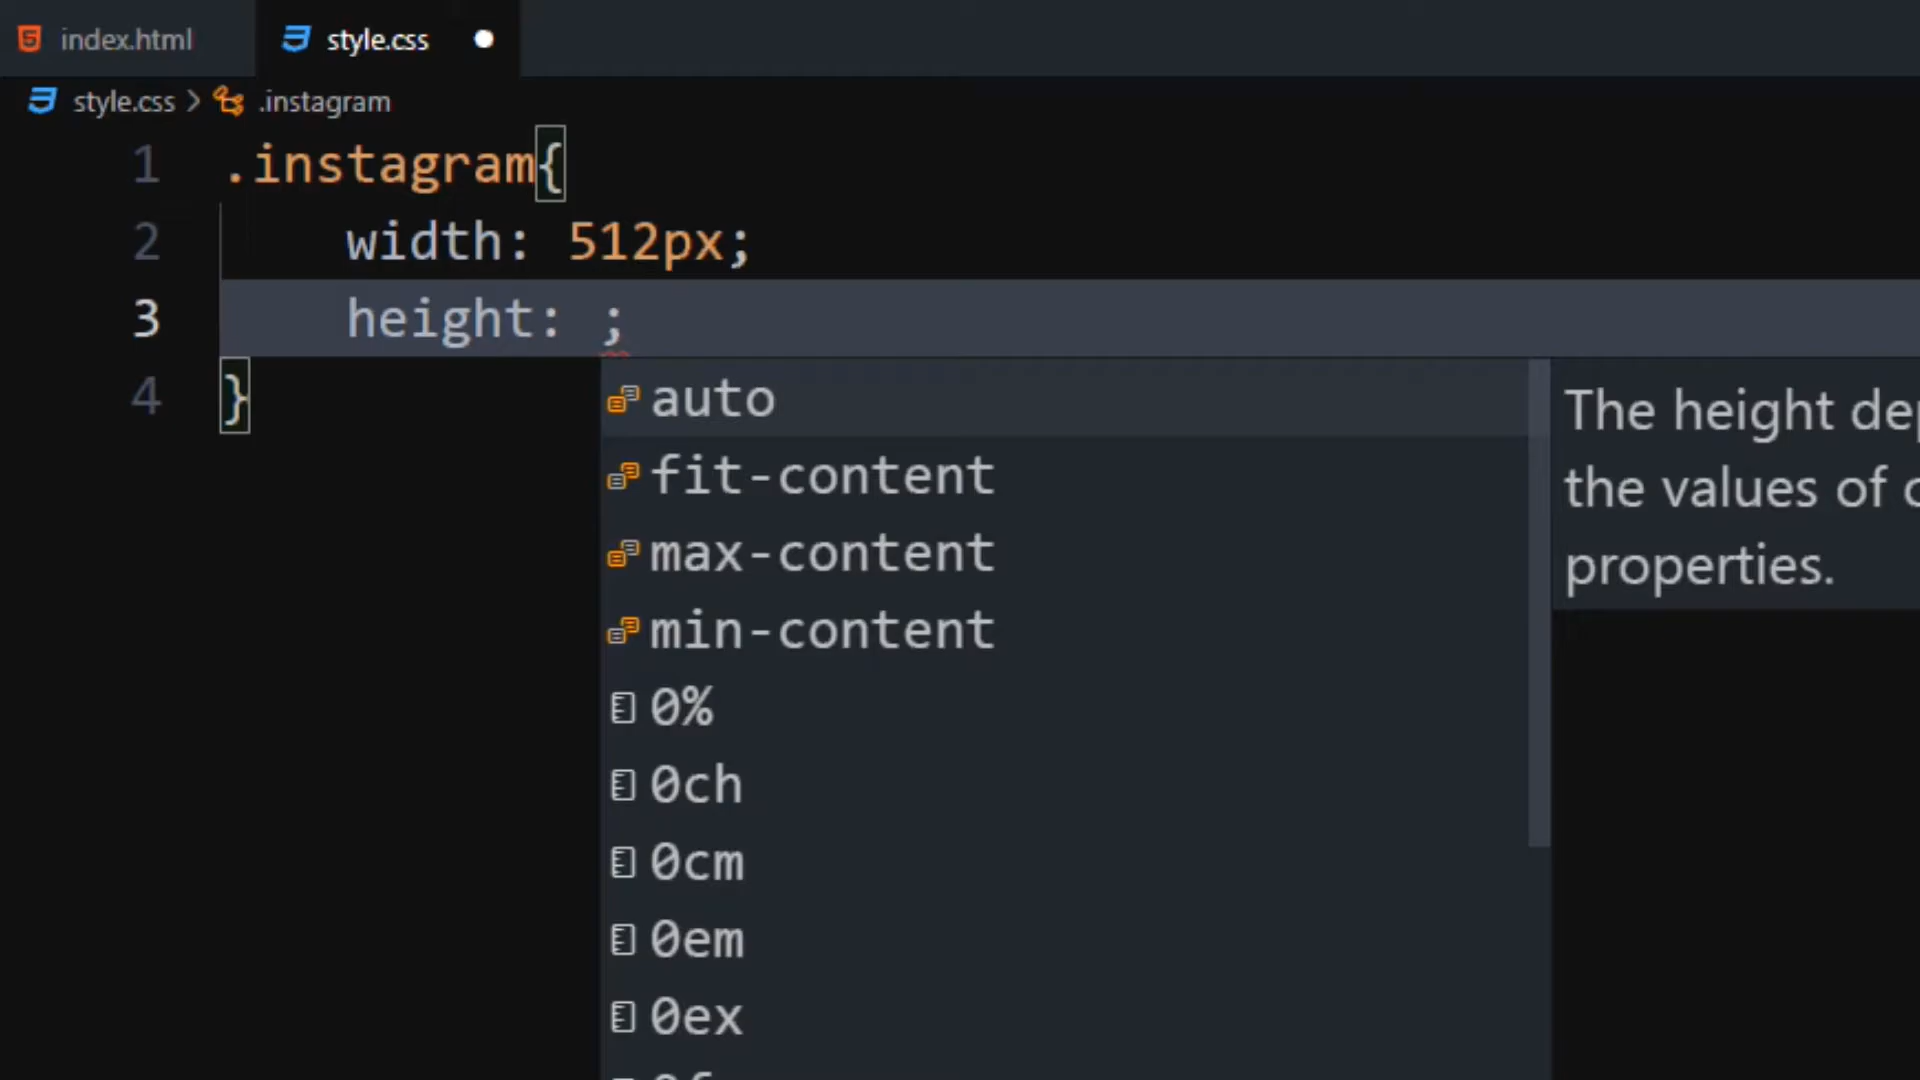 index.html style.css
style.css > .instagram
1 .instagram{
2 width: 512px;
3 height: ;
4 }
auto
fit-content
max-content
min-content
0%
0ch
0cm
0em
0ex
The height
the values of
properties.